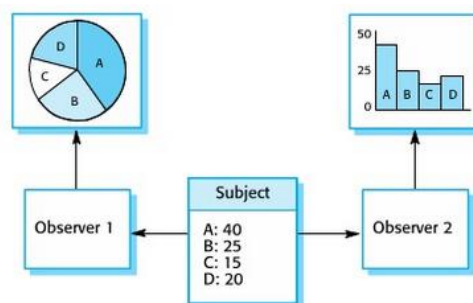 D
A
C
B
50
25
0
A
B
C
D
Observer 1
Subject
A: 40
B: 25
C: 15
D: 20
Observer 2